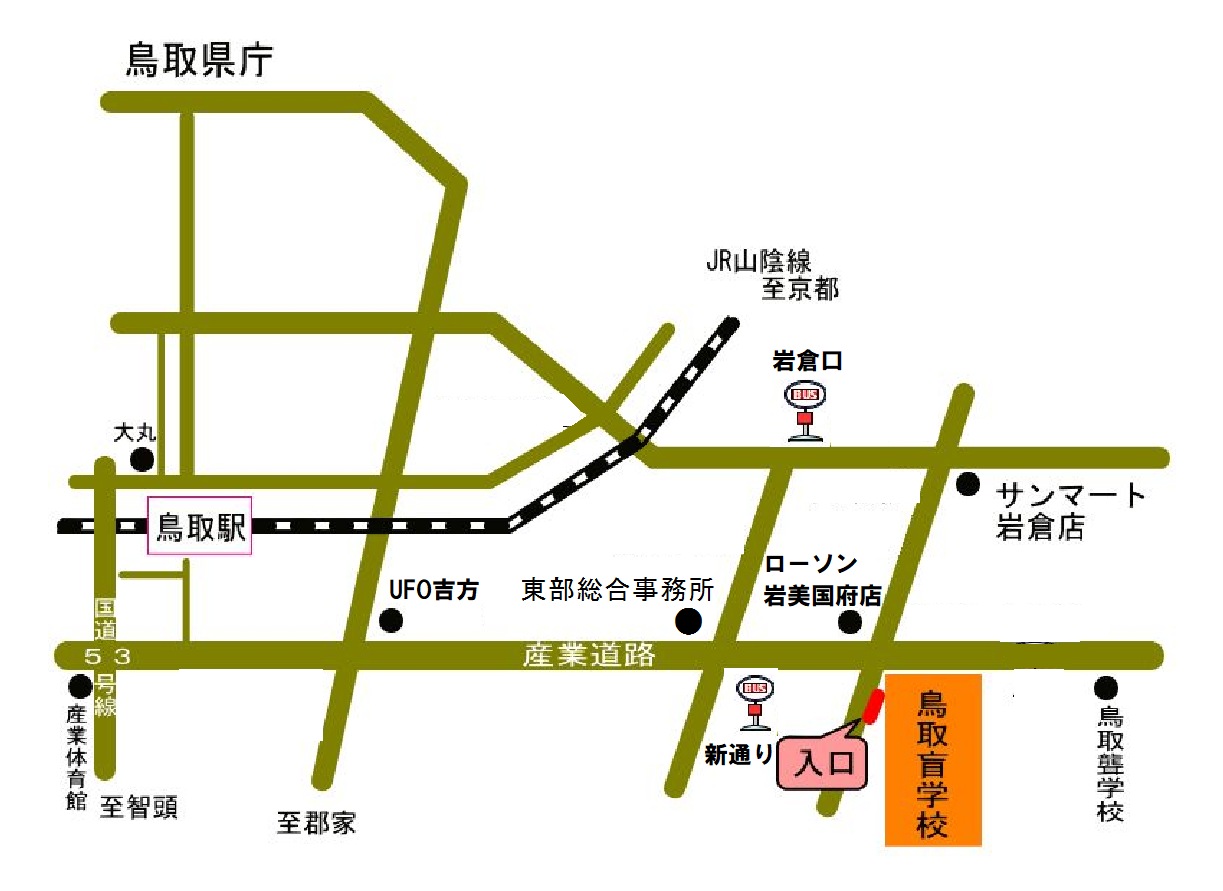 鳥取県庁
JR山陰線
至京都
岩倉口
BUS
大丸
サンマート
岩倉店
鳥取駅
ローソン
岩美国府店
UFO吉方
東部総合事務所
国道53号線
産業道路
BUS
新通り
入口
鳥取盲学校
鳥取聾学校
産業体育館
至智頭
至郡家